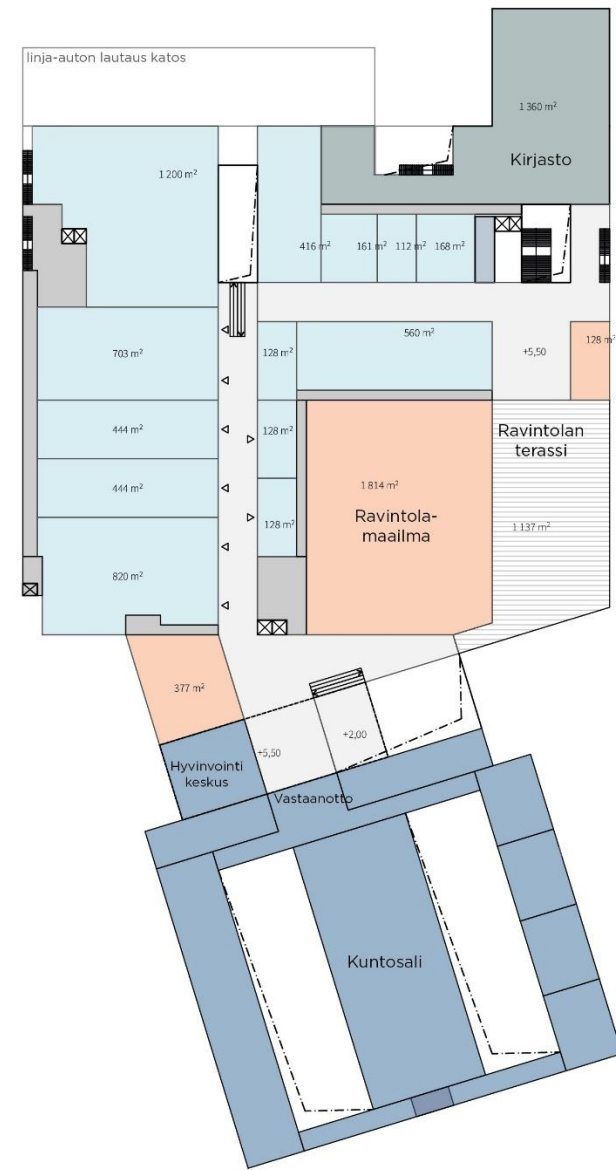 linja-auton lautaus katos
1 360 m²
Kirjasto
1 200 m²
416 m²
161 m²
112 m²
168 m²
560 m²
128 m²
703 m²
128 m²
+5,50
444 m²
128 m²
Ravintolan
terassi
444 m²
1 814 m²
Ravintola-
maailma
128 m²
1 137 m²
820 m²
377 m²
+2,00
+5,50
Hyvinvointi
keskus
Vastaanotto
Kuntosali